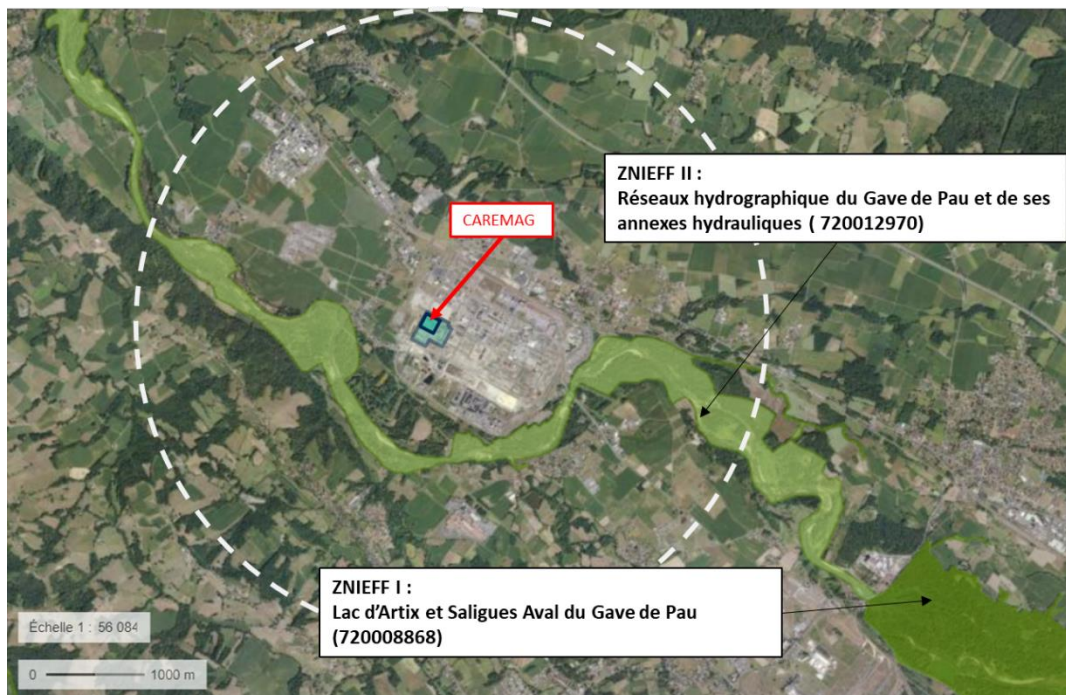 ZNIEFF II :
Réseaux hydrographique du Gave de Pau et de ses
annexes hydrauliques ( 720012970)
CAREMAG
ZNIEFF I :
Lac d'Artix et Saligues Aval du Gave de Pau
(720008868)
Échelle 1 : 56 084
0 1000 m